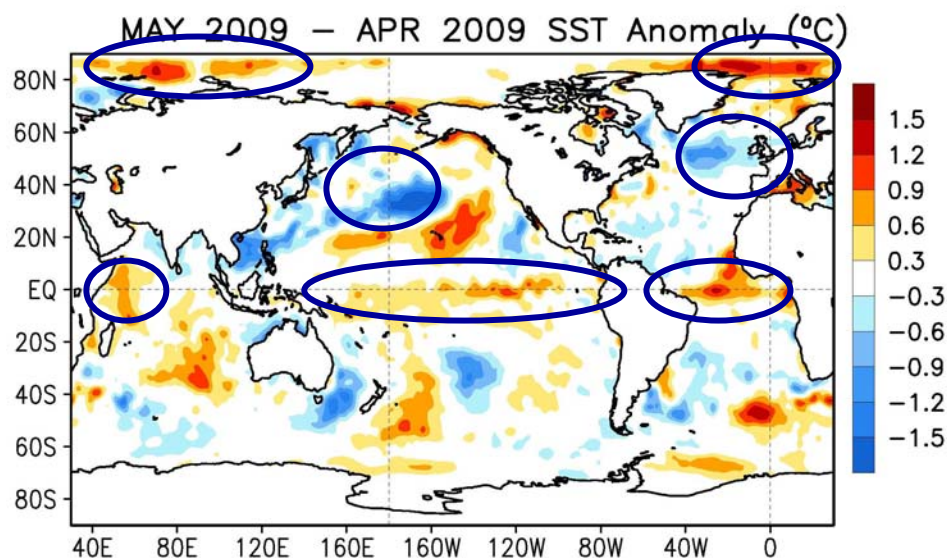 MAY 2009 – APR 2009 SST Anomaly (ºC)
80N
60N
40N
20N
EQ
20S
40S
60S
80S
40E
80E
120E
160E
160W
120W
80W
40W
0
1.5
1.2
0.9
0.6
0.3
−0.3
−0.6
−0.9
−1.2
−1.5